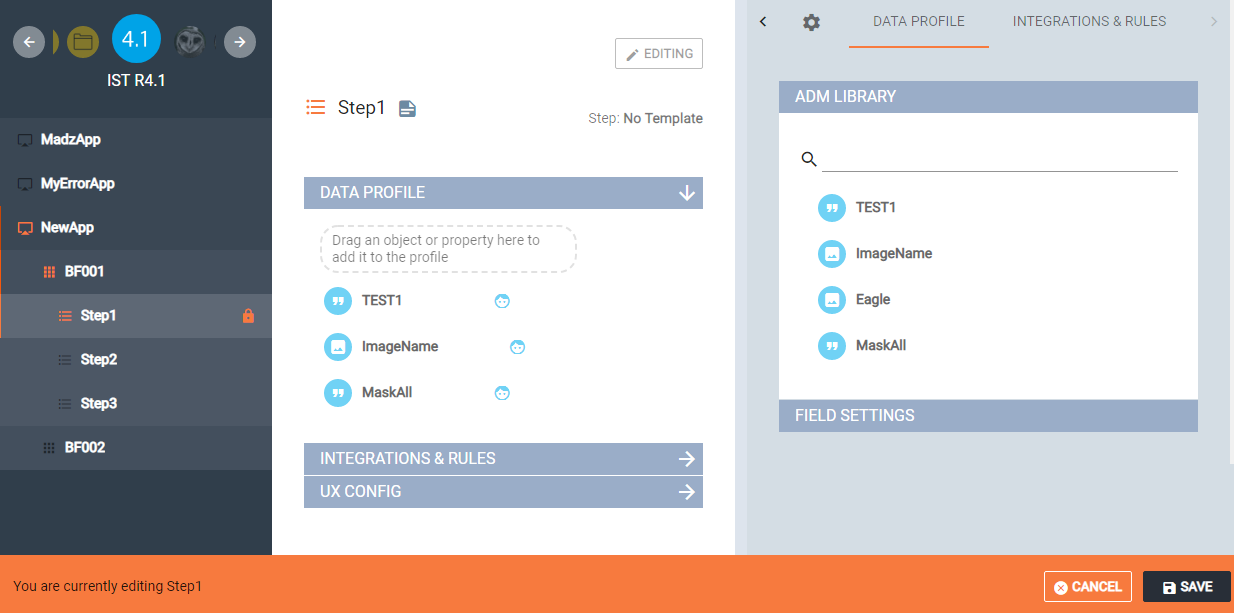 4.1
IST R4.1
MadzApp
MyErrorApp
NewApp
BF001
Step1
Step2
Step3
BF002
EDITING
Step1
Step: No Template
DATA PROFILE
Drag an object or property here to
add it to the profile
TEST1
ImageName
MaskAll
INTEGRATIONS & RULES
UX CONFIG
DATA PROFILE
INTEGRATIONS & RULES
ADM LIBRARY
TEST1
ImageName
Eagle
MaskAll
FIELD SETTINGS
You are currently editing Step1
CANCEL
SAVE